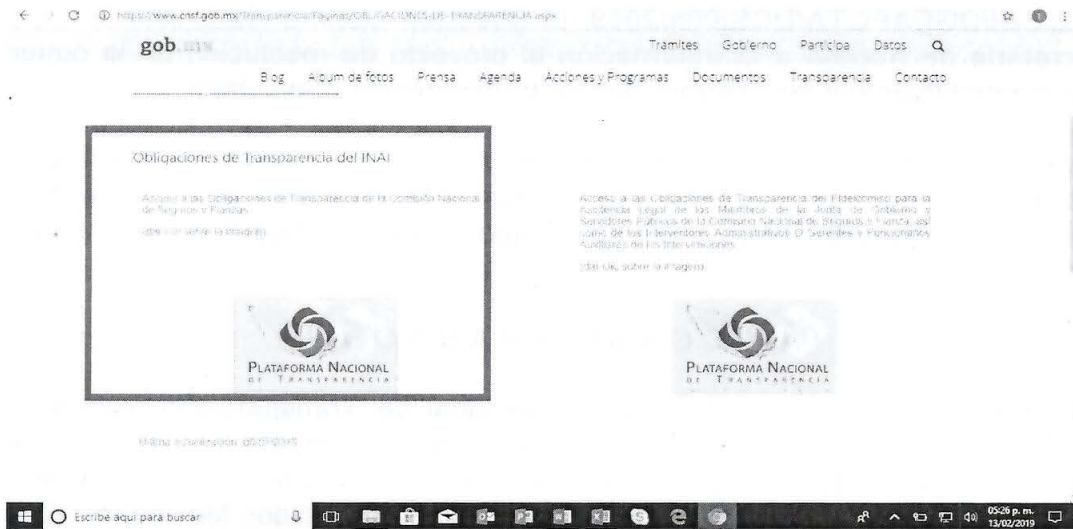 https://www.cnsf.gob.mx/Transparencia/Paginas/OBLIGACIONES-DE-TRANSPARENCIA.aspx
gob.mx
Tramites Gobierno Participa Datos
Blog Album de fotos Prensa Agenda Acciones y Programas Documentos Transparencia Contacto
Obligaciones de Transparencia del INAI
Acceso a las Obligaciones de Transparencia de la Comisión Nacional
de Seguros y Fianzas
(dar clic sobre la imagen)
PLATAFORMA NACIONAL
DE TRANSPARENCIA
Acceso a las Obligaciones de Transparencia del Fideicomiso para la
Asistencia Legal de los Miembros de la Junta de Gobierno y
Servidores Públicos de la Comisión Nacional de Seguros y Fianzas, así
como de los Interventores Administrativos O Gerentes y Funcionarios
Auxiliares de las Intervenciones
(dar clic sobre la imagen)
PLATAFORMA NACIONAL
DE TRANSPARENCIA
Última actualización:
Escribe aquí para buscar
05:26 p. m.
13/02/2019